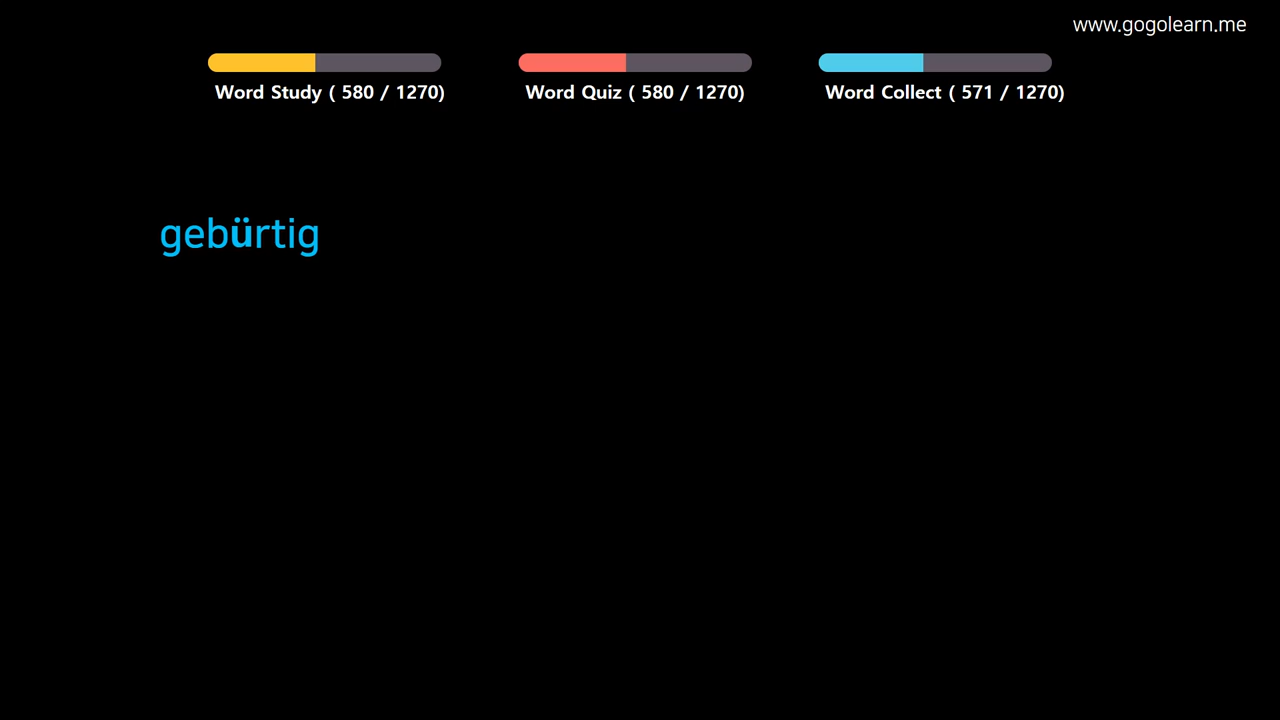 www.gogolearn.me
Word Study ( 580 / 1270)
Word Quiz ( 580 / 1270)
Word Collect ( 571 / 1270)
gebürtig